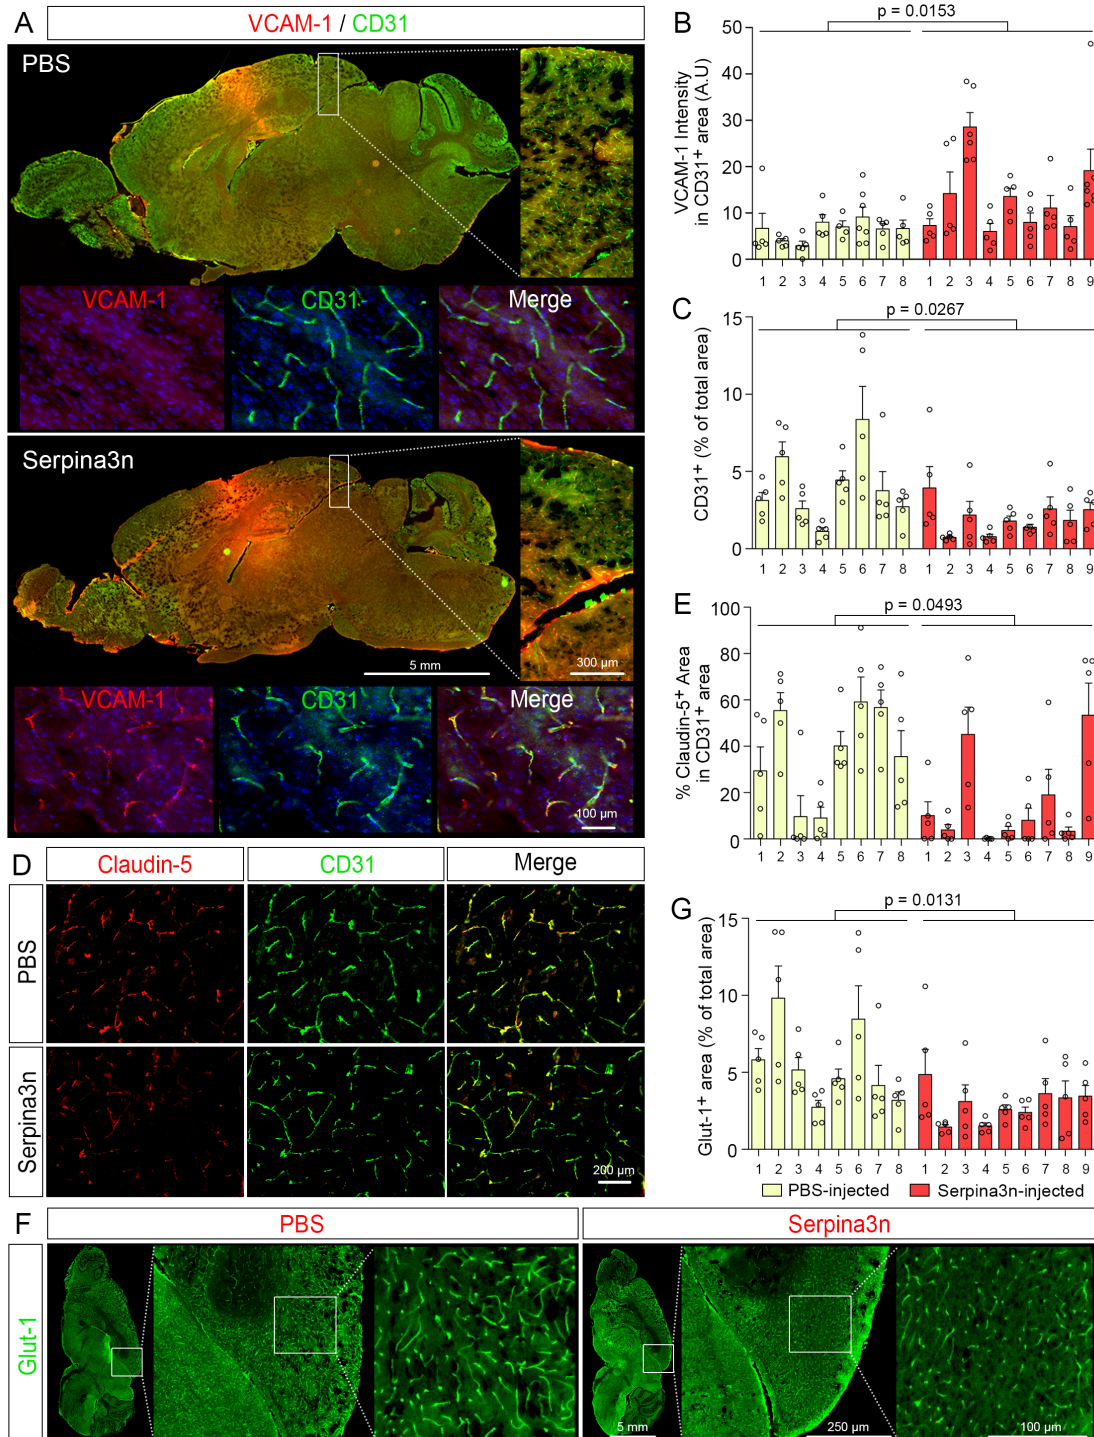 A
VCAM-1 / CD31
PBS
VCAM-1
CD31
Merge
Serpina3n
5 mm
300 µm
VCAM-1
CD31
Merge
100 µm
B
p = 0.0153
VCAM-1 Intensity
in CD31+ area (A.U)
50
40
30
20
10
0
1 2 3 4 5 6 7 8 1 2 3 4 5 6 7 8 9
C
p = 0.0267
CD31+ (% of total area)
15
10
5
0
1 2 3 4 5 6 7 8 1 2 3 4 5 6 7 8 9
D
Claudin-5
CD31
Merge
PBS
Serpina3n
200 µm
E
p = 0.0493
% Claudin-5+ Area
in CD31+ area
100
80
60
40
20
0
1 2 3 4 5 6 7 8 1 2 3 4 5 6 7 8 9
G
p = 0.0131
Glut-1+ area (% of total area)
15
10
5
0
1 2 3 4 5 6 7 8 1 2 3 4 5 6 7 8 9
PBS-injected
Serpina3n-injected
F
PBS
Serpina3n
Glut-1
5 mm
250 µm
100 µm